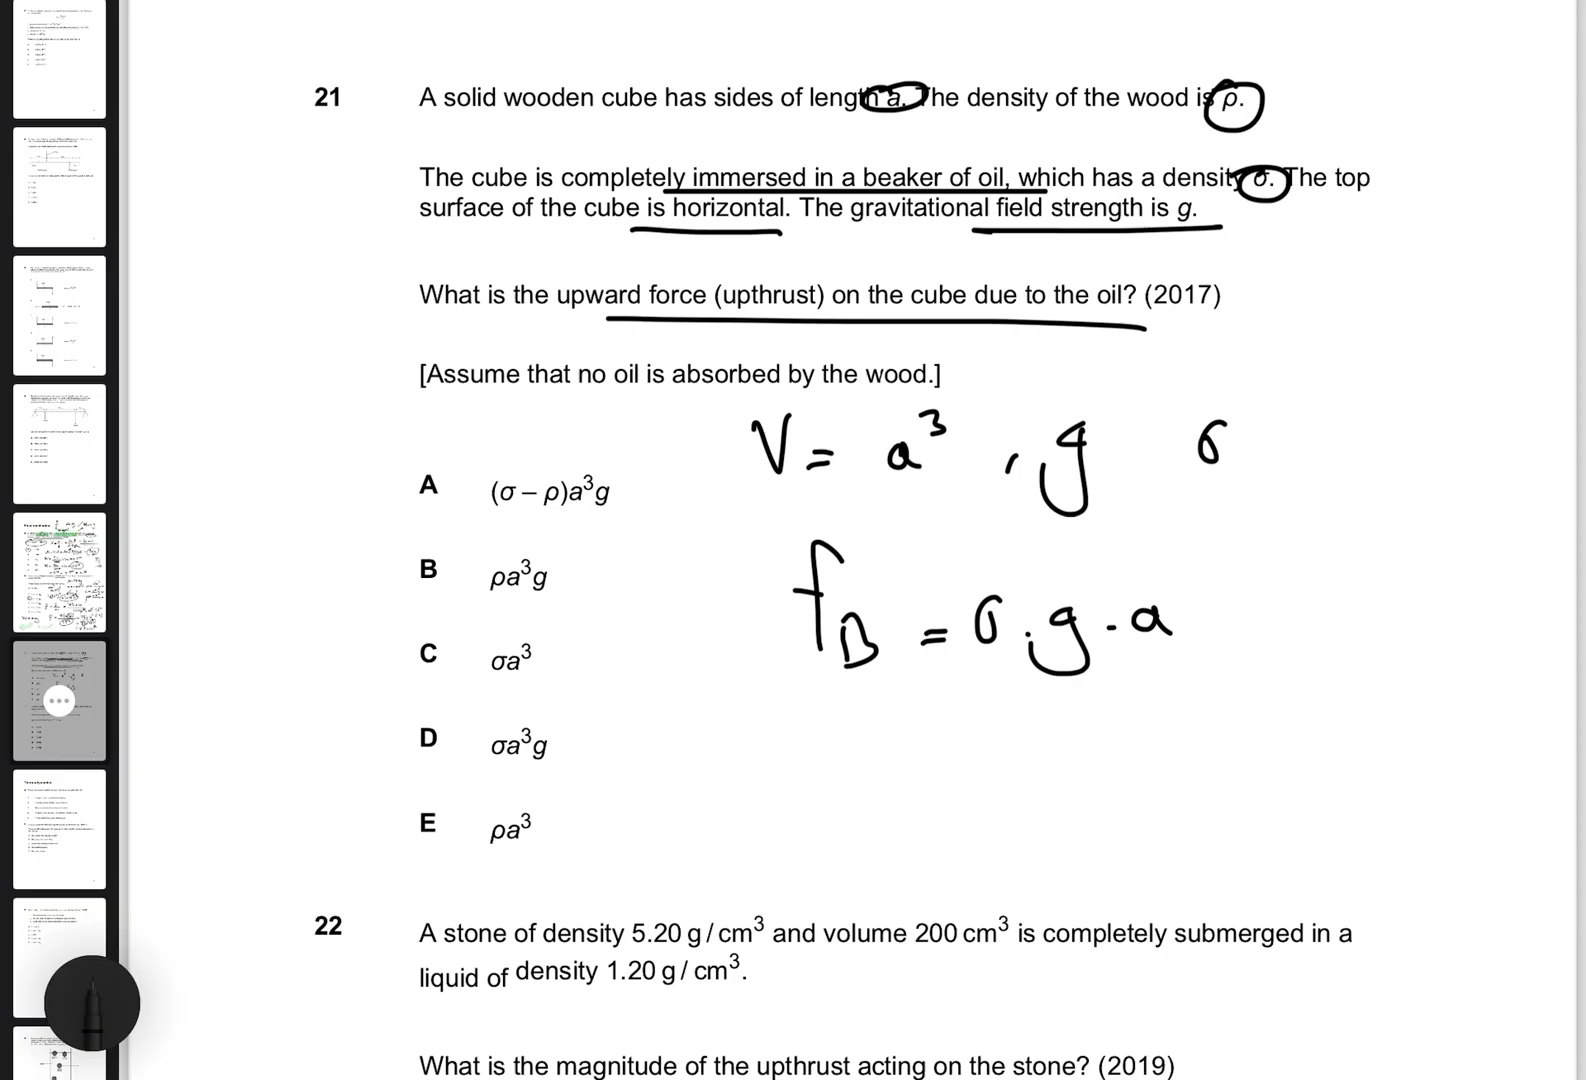 21 A solid wooden cube has sides of length a. The density of the wood is ρ.
The cube is completely immersed in a beaker of oil, which has a density σ. The top
surface of the cube is horizontal. The gravitational field strength is g.
What is the upward force (upthrust) on the cube due to the oil? (2017)
[Assume that no oil is absorbed by the wood.]
V = a³ , g σ
A (σ – ρ)a³g
B ρa³g
f_B = σ . g . a
C σa³
D σa³g
E ρa³
22 A stone of density 5.20 g / cm³ and volume 200 cm³ is completely submerged in a
liquid of density 1.20 g / cm³.
What is the magnitude of the upthrust acting on the stone? (2019)